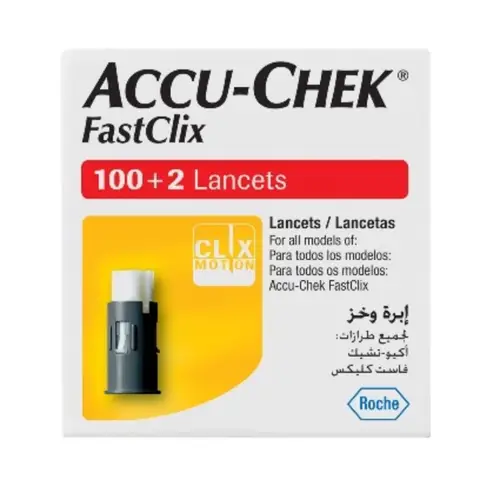 ACCU-CHEK®
FastClix
100+2 Lancets
CLIX
MOTION
Lancets / Lancetas
For all models of:
Para todos los modelos:
Para todos os modelos:
Accu-Chek FastClix
إبرة وخز
لجميع طرازات:
أكيو-تشيك
فاست كليكس
Roche